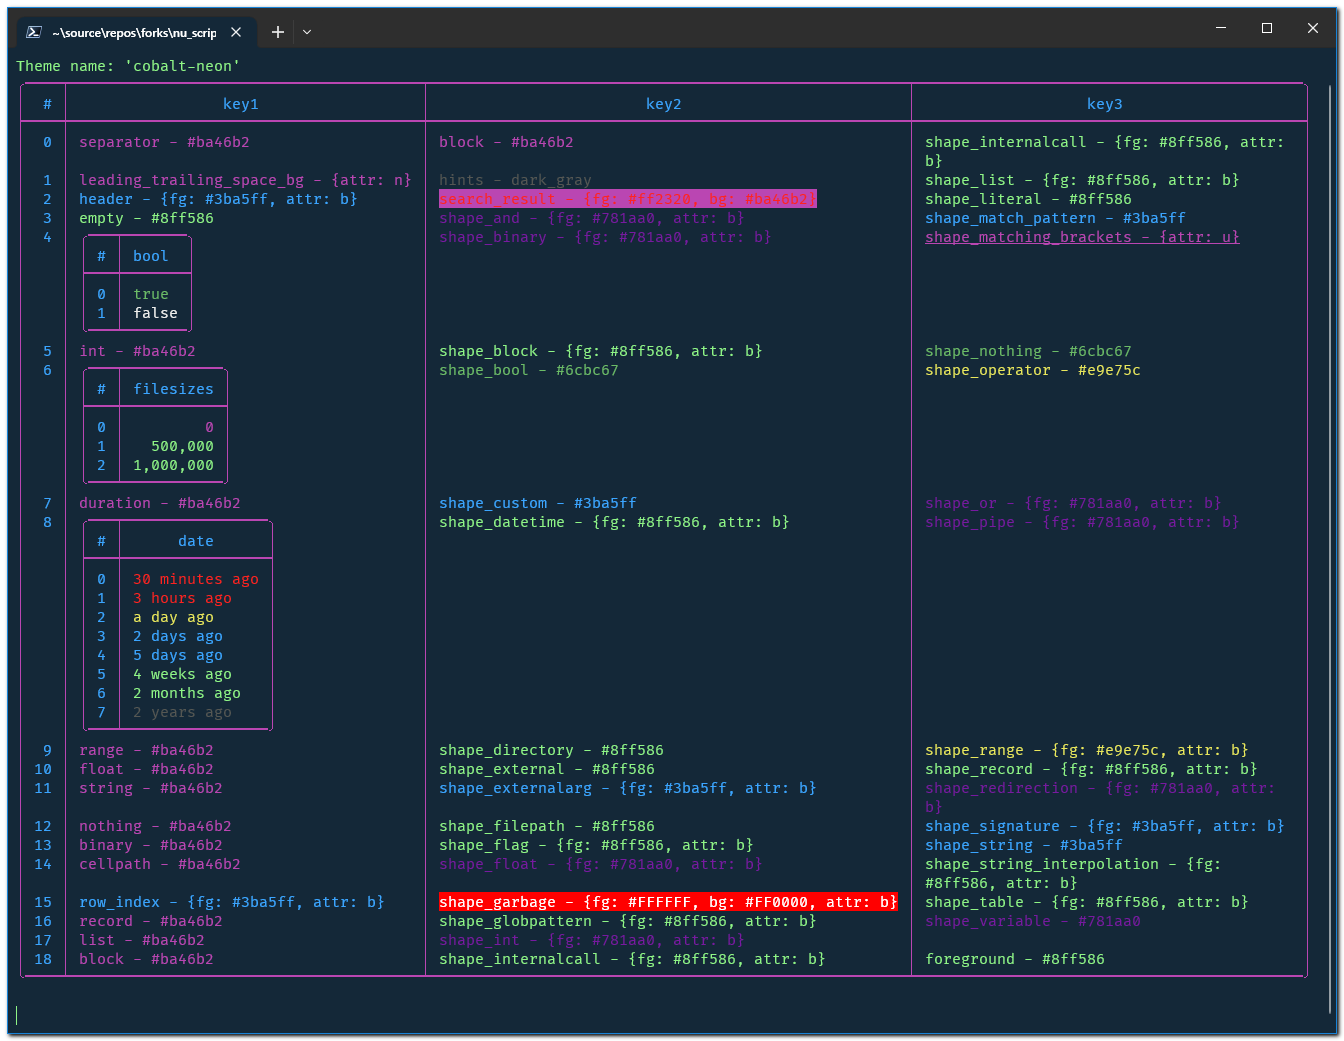 ~\source\repos\forks\nu_scrip
Theme name: 'cobalt-neon'
# key1 key2 key3
0 separator - #ba46b2 block - #ba46b2 shape_internalcall - {fg: #8ff586, attr:
b}
1 leading_trailing_space_bg - {attr: n} hints - dark_gray shape_list - {fg: #8ff586, attr: b}
2 header - {fg: #3ba5ff, attr: b} search_result - {fg: #ff2320, bg: #ba46b2} shape_literal - #8ff586
3 empty - #8ff586 shape_and - {fg: #781aa0, attr: b} shape_match_pattern - #3ba5ff
4 shape_binary - {fg: #781aa0, attr: b} shape_matching_brackets - {attr: u}
# bool
0 true
1 false
5 int - #ba46b2 shape_block - {fg: #8ff586, attr: b} shape_nothing - #6cbc67
6 shape_bool - #6cbc67 shape_operator - #e9e75c
# filesizes
0 0
1 500,000
2 1,000,000
7 duration - #ba46b2 shape_custom - #3ba5ff shape_or - {fg: #781aa0, attr: b}
8 shape_datetime - {fg: #8ff586, attr: b} shape_pipe - {fg: #781aa0, attr: b}
# date
0 30 minutes ago
1 3 hours ago
2 a day ago
3 2 days ago
4 5 days ago
5 4 weeks ago
6 2 months ago
7 2 years ago
9 range - #ba46b2 shape_directory - #8ff586 shape_range - {fg: #e9e75c, attr: b}
10 float - #ba46b2 shape_external - #8ff586 shape_record - {fg: #8ff586, attr: b}
11 string - #ba46b2 shape_externalarg - {fg: #3ba5ff, attr: b} shape_redirection - {fg: #781aa0, attr:
b}
12 nothing - #ba46b2 shape_filepath - #8ff586 shape_signature - {fg: #3ba5ff, attr: b}
13 binary - #ba46b2 shape_flag - {fg: #8ff586, attr: b} shape_string - #3ba5ff
14 cellpath - #ba46b2 shape_float - {fg: #781aa0, attr: b} shape_string_interpolation - {fg:
#8ff586, attr: b}
15 row_index - {fg: #3ba5ff, attr: b} shape_garbage - {fg: #FFFFFF, bg: #FF0000, attr: b} shape_table - {fg: #8ff586, attr: b}
16 record - #ba46b2 shape_globpattern - {fg: #8ff586, attr: b} shape_variable - #781aa0
17 list - #ba46b2 shape_int - {fg: #781aa0, attr: b}
18 block - #ba46b2 shape_internalcall - {fg: #8ff586, attr: b} foreground - #8ff586